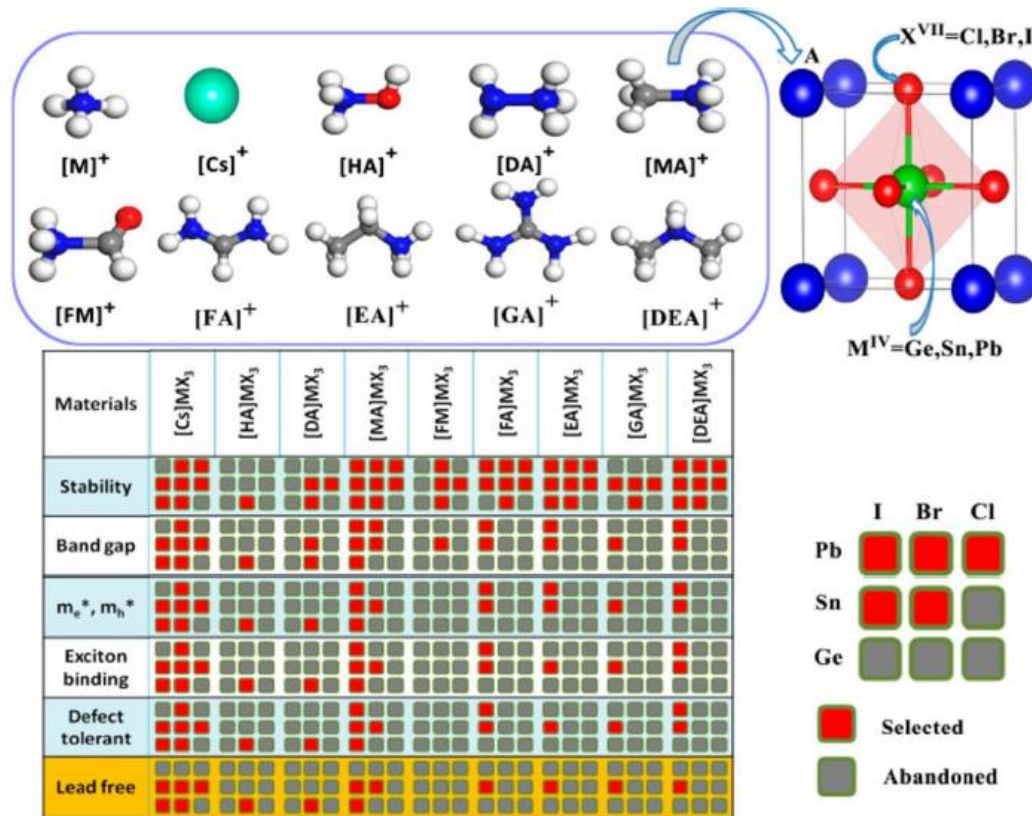 X^VII=Cl,Br,I
A
[M]+
[Cs]+
[HA]+
[DA]+
[MA]+
[FM]+
[FA]+
[EA]+
[GA]+
[DEA]+
M^IV=Ge,Sn,Pb
Materials
[Cs]MX3
[HA]MX3
[DA]MX3
[MA]MX3
[FM]MX3
[FA]MX3
[EA]MX3
[GA]MX3
[DEA]MX3
Stability
Band gap
me*, mh*
Exciton
binding
Defect
tolerant
Lead free
I Br Cl
Pb
Sn
Ge
Selected
Abandoned